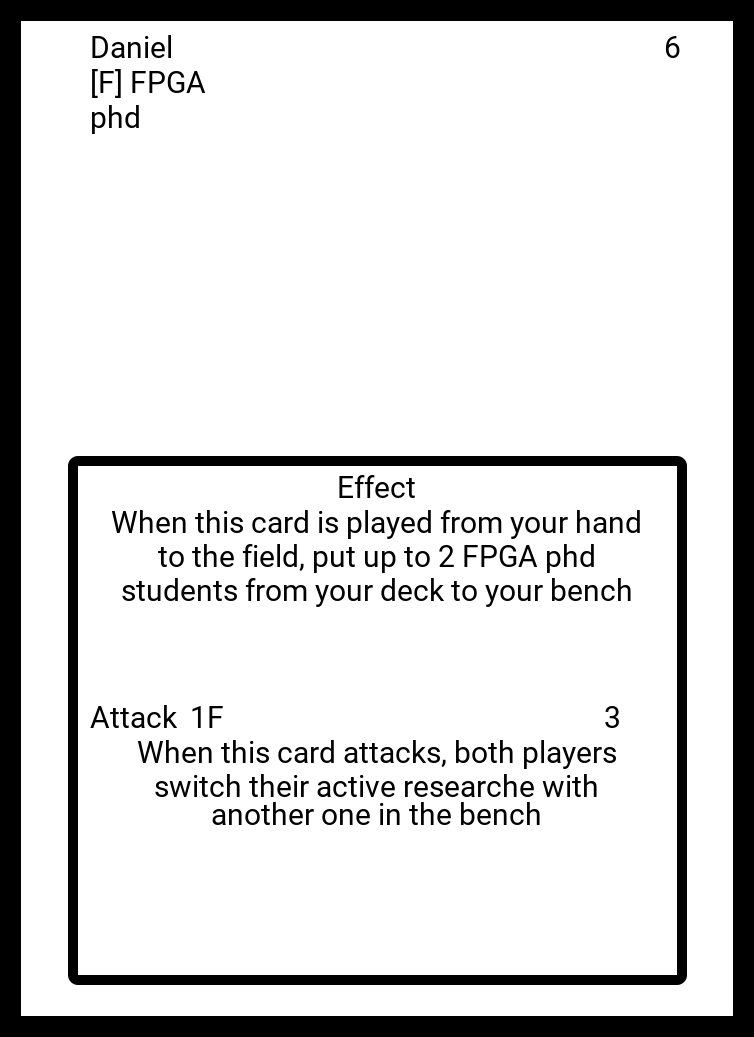 Daniel 6
[F] FPGA
phd
Effect
When this card is played from your hand
to the field, put up to 2 FPGA phd
students from your deck to your bench
Attack 1F 3
When this card attacks, both players
switch their active researche with
another one in the bench